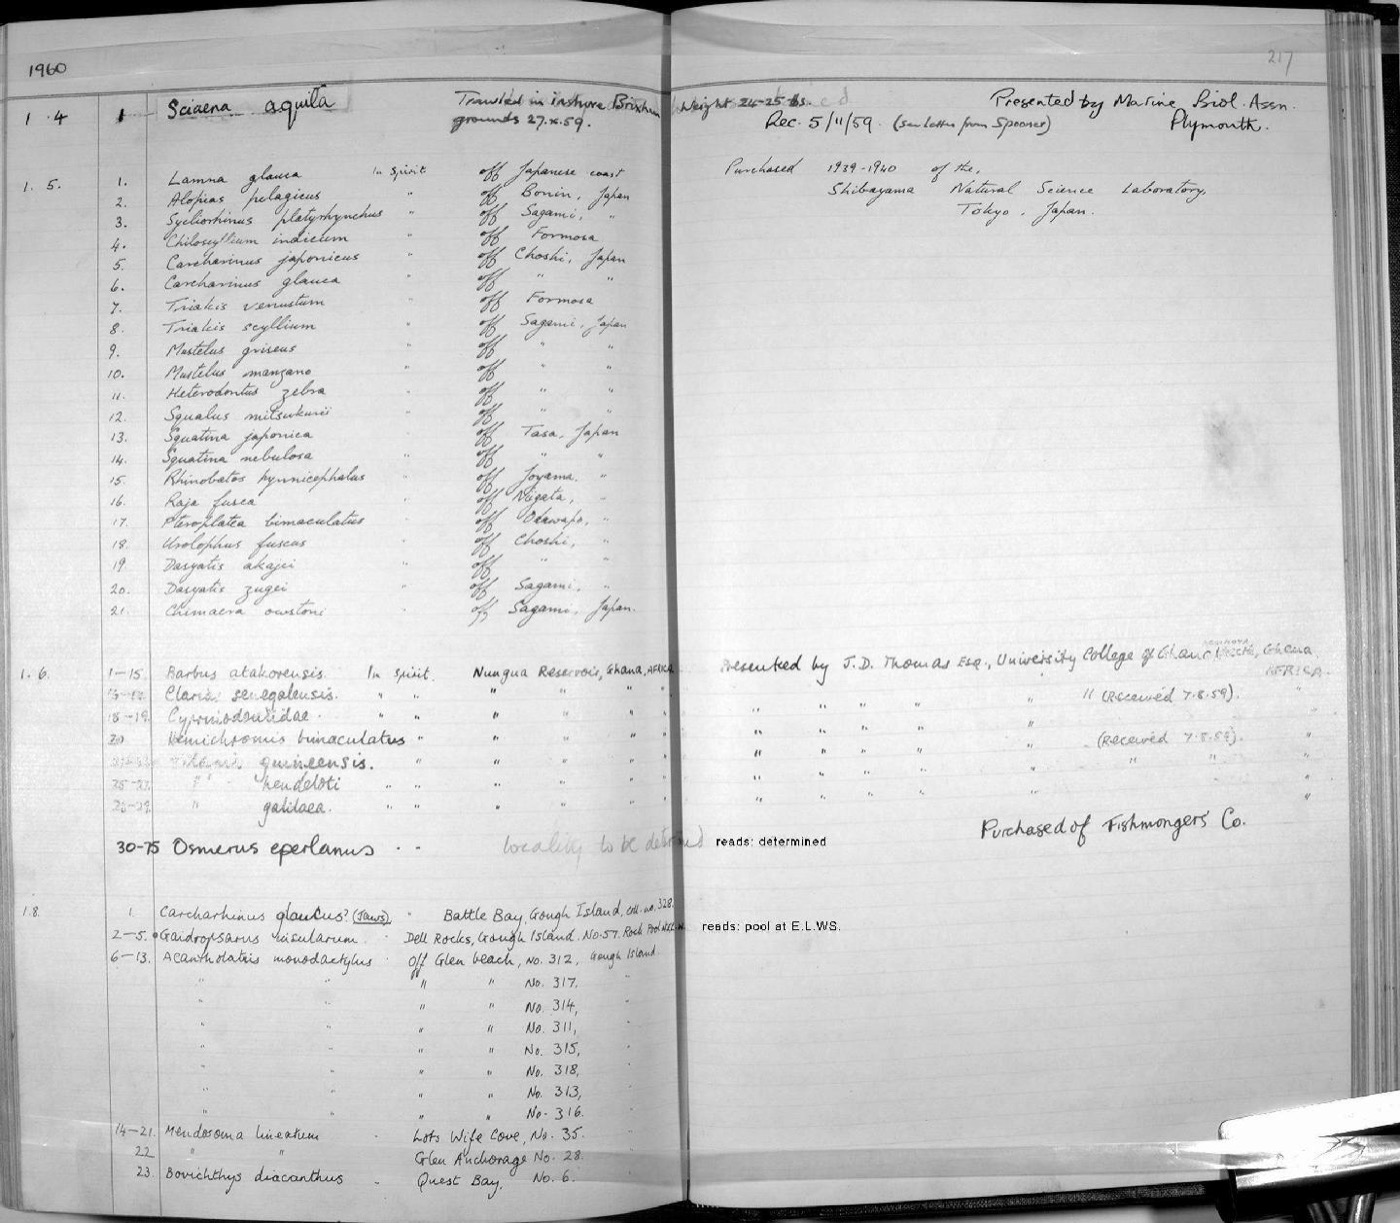 1960
217
1.4 1 Sciaena aquila Trawled in inshore Brixham Weight 24-25 lbs. Presented by Marine Biol. Assn.
grounds 27.x.59. Rec. 5/11/59. (see letter from Spooner) Plymouth.
1.5. 1. Lamna glauca In Spirit off Japanese coast Purchased 1939-1940 of the,
2. Alopias pelagicus " off Bonin, Japan Shibayama Natural Science Laboratory,
3. Scyliorhinus platyrhynchus " off Sagami, " Tokyo, Japan.
4. Chiloscyllium indicum " off Formosa
5. Carcharinus japonicus " off Choshi, Japan
6. Carcharinus glauca " off " "
7. Triakis venustum " off Formosa
8. Triakis scyllium " off Sagami, Japan
9. Mustelus griseus " off " "
10. Mustelus manzano " off " "
11. Heterodontus zebra " off " "
12. Squalus mitsukurii " off " "
13. Squatina japonica " off Tasa, Japan
14. Squatina nebulosa " off " "
15. Rhinobatos hynnicephalus " off Joyama, "
16. Raja fusca " off Niigata, "
17. Pteroplatea bimaculatus " off "
18. Urolophus fuscus " off Choshi, "
19. Dasyatis akajei " off " "
20. Dasyatis zugei " off Sagami, "
21. Chimaera owstoni " off Sagami, Japan.
1.6. 1-15. Barbus atakorensis. In Spirit. Nungua Reservoir, Ghana, AFRICA Presented by J.D. Thomas Esq., University College of Ghana, Ghana,
AFRICA.
Clarias senegalensis. " " " " " " " (Received 7.8.59).
18-19. Cyprinodontidae. " " " " " " " " " " "
20 Hemichromis bimaculatus " " " " " " " " " (Received 7.8.59). "
guineensis. " " " " " " " " " " " "
heudeloti " " " " " " " " " " "
" galilaea. " " " " " " " "
30-75 Osmerus eperlanus " " locality to be determined reads: determined Purchased of Fishmongers' Co.
1.8. 1. Carcharhinus glaucus? (Jaws). " Battle Bay, Gough Island, coll. no. 328.
2-5. Gaidropsarus insularum " Dell Rocks, Gough Island. No. 57. Rock Pool reads: pool at E.L.WS.
6-13. Acantholatris monodactylus " Off Glen beach, No. 312, Gough Island.
" " " " No. 317. "
" " " " No. 314, "
" " " " No. 311, "
" " " " No. 315, "
" " " " No. 318, "
" " " " No. 313, "
" " " " No. 316. "
14-21. Mendosoma lineatum " Lots Wife Cove, No. 35.
22 " " Glen Anchorage No. 28.
23 Bovichthys diacanthus " Quest Bay, No. 6.